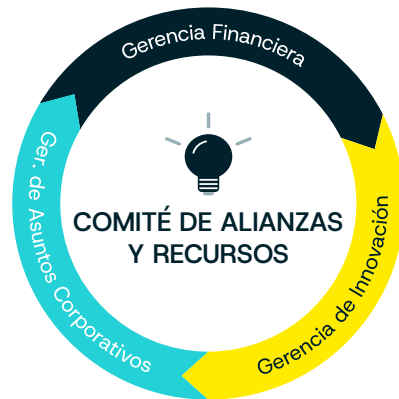 Gerencia Financiera
Ger. de Asuntos Corporativos
COMITÉ DE ALIANZAS
Y RECURSOS
Gerencia de Innovación